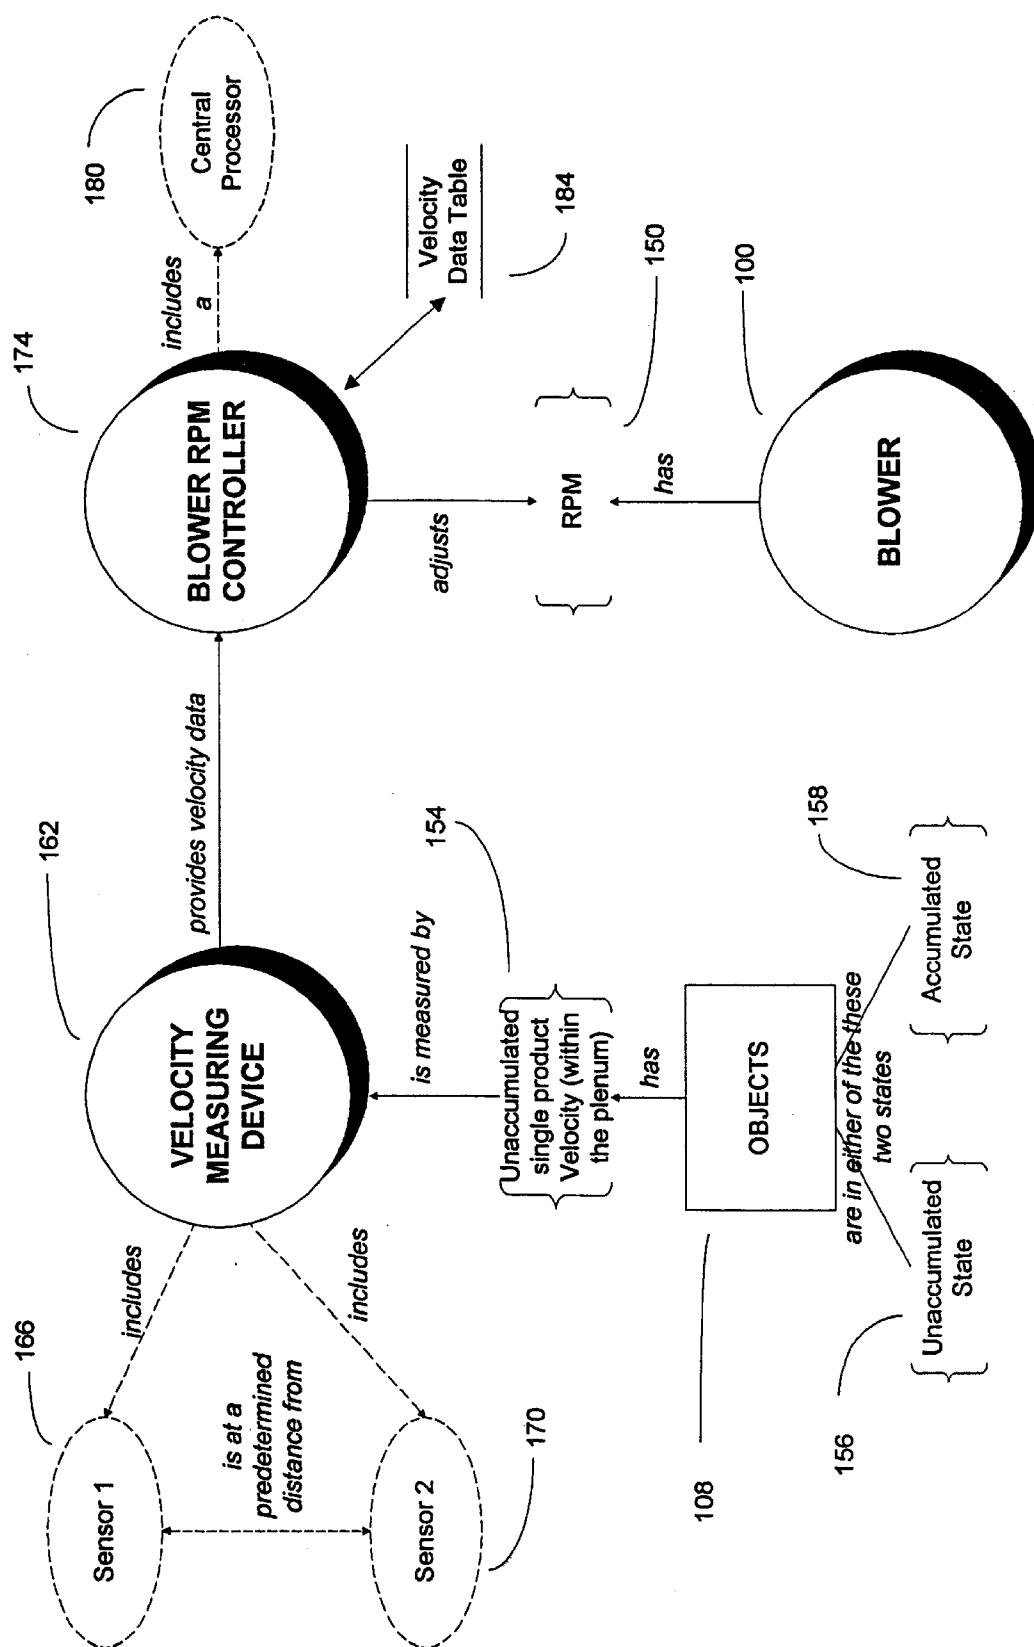 166
Sensor 1
includes
is at a
predetermined
distance from
Sensor 2
170
includes
162
VELOCITY
MEASURING
DEVICE
provides velocity data
174
BLOWER RPM
CONTROLLER
includes
a
180
Central
Processor
Velocity
Data Table
184
is measured by
154
Unaccumulated
single product
Velocity (within
the plenum)
has
108
OBJECTS
are in either of the these
two states
156
Unaccumulated
State
158
Accumulated
State
adjusts
RPM
150
has
100
BLOWER